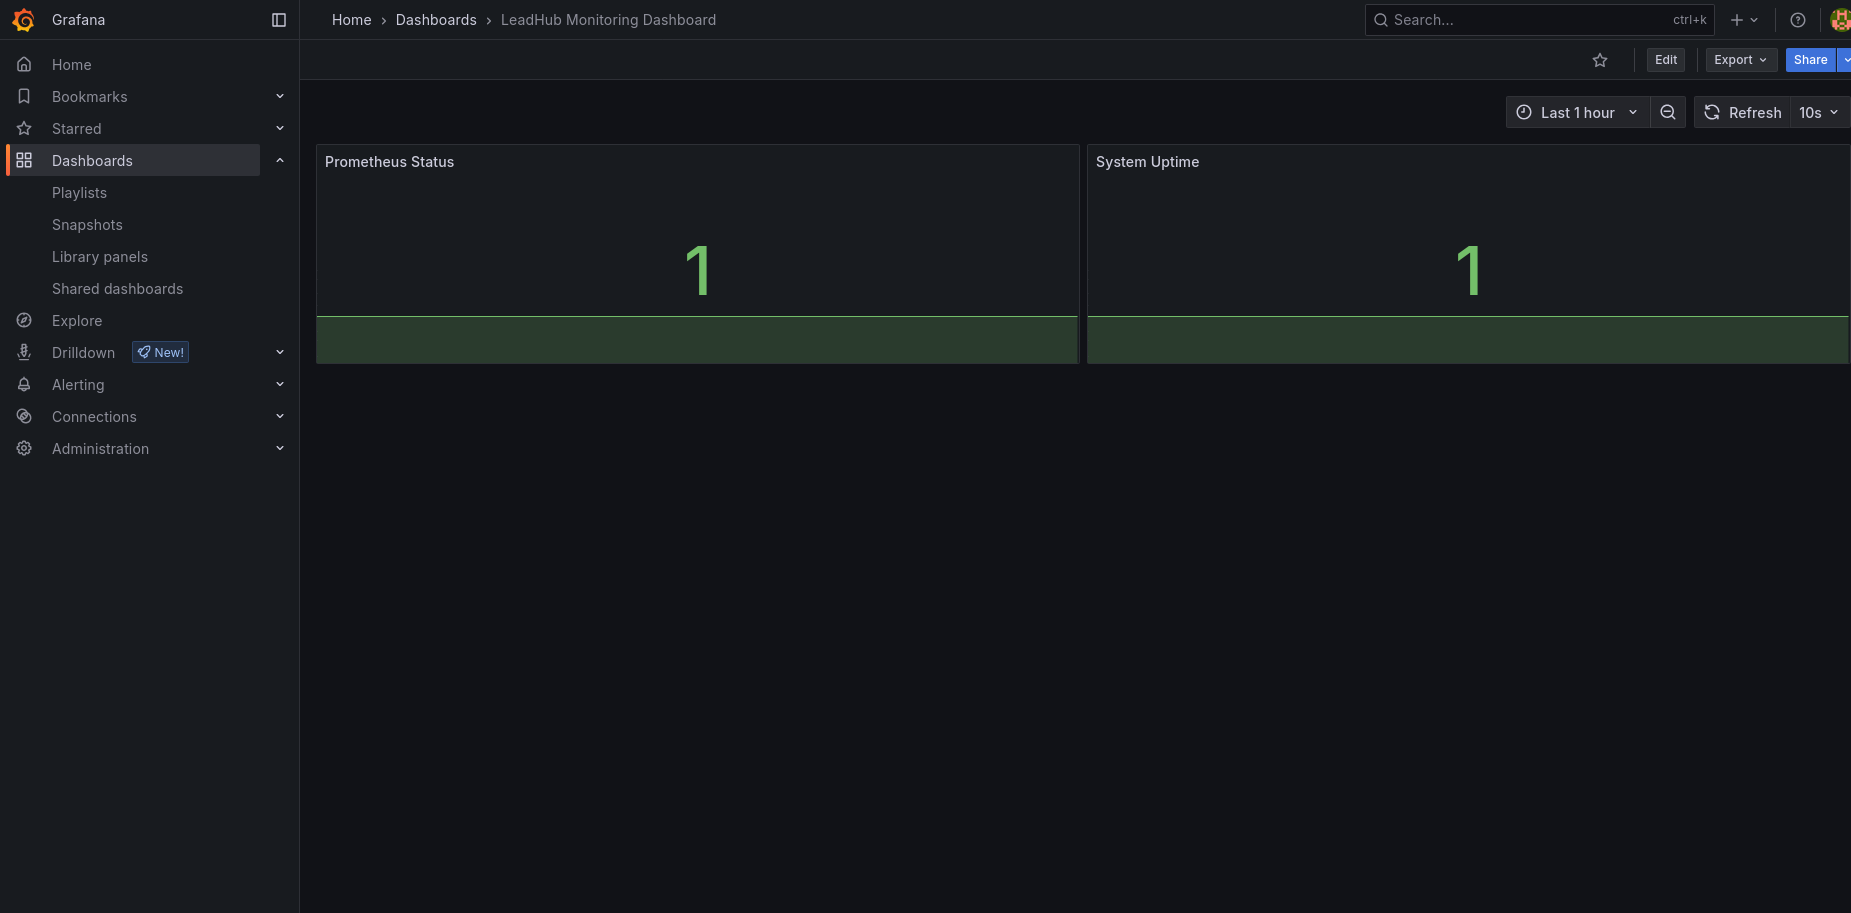 Grafana
Home
Bookmarks
Starred
Dashboards
Playlists
Snapshots
Library panels
Shared dashboards
Explore
Drilldown New!
Alerting
Connections
Administration
Home › Dashboards › LeadHub Monitoring Dashboard
Search... ctrl+k
Edit Export Share
Last 1 hour Refresh 10s
Prometheus Status
1
System Uptime
1